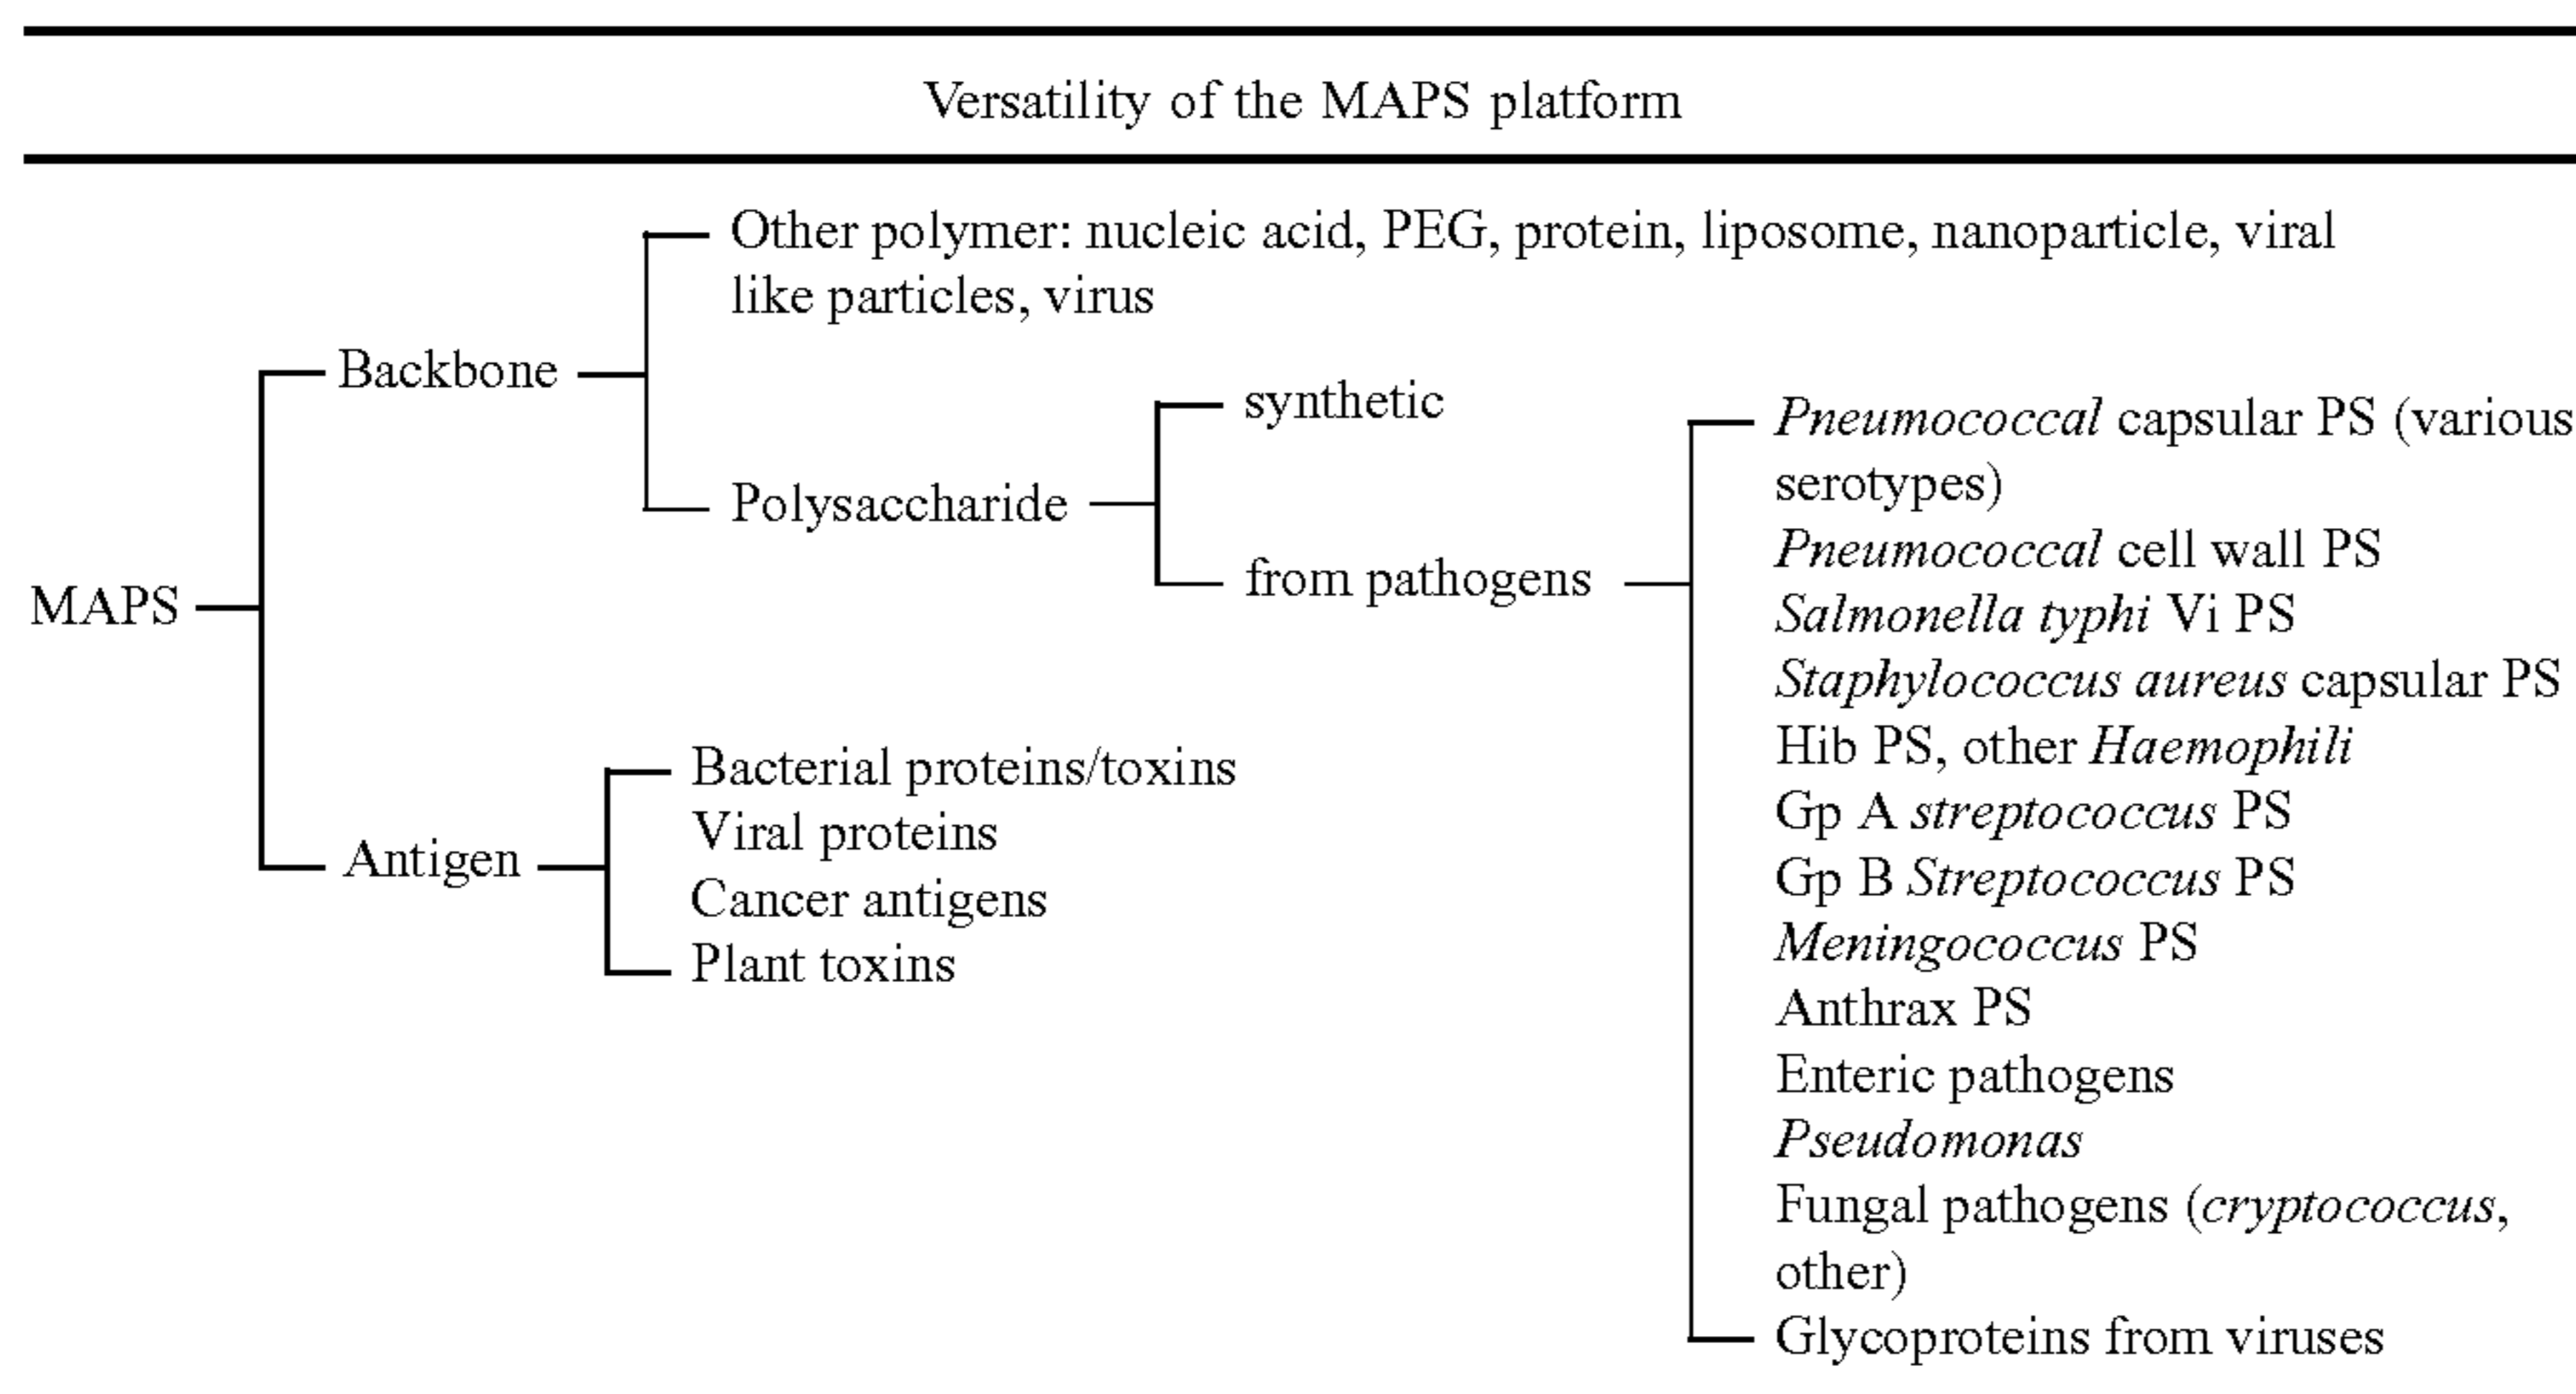 Versatility of the MAPS platform
Other polymer: nucleic acid, PEG, protein, liposome, nanoparticle, viral
like particles, virus
Backbone
synthetic
Polysaccharide
from pathogens
MAPS
Pneumococcal capsular PS (various
serotypes)
Pneumococcal cell wall PS
Salmonella typhi Vi PS
Staphylococcus aureus capsular PS
Hib PS, other Haemophili
Gp A streptococcus PS
Gp B Streptococcus PS
Meningococcus PS
Anthrax PS
Enteric pathogens
Pseudomonas
Fungal pathogens (cryptococcus,
other)
Glycoproteins from viruses
Antigen
Bacterial proteins/toxins
Viral proteins
Cancer antigens
Plant toxins